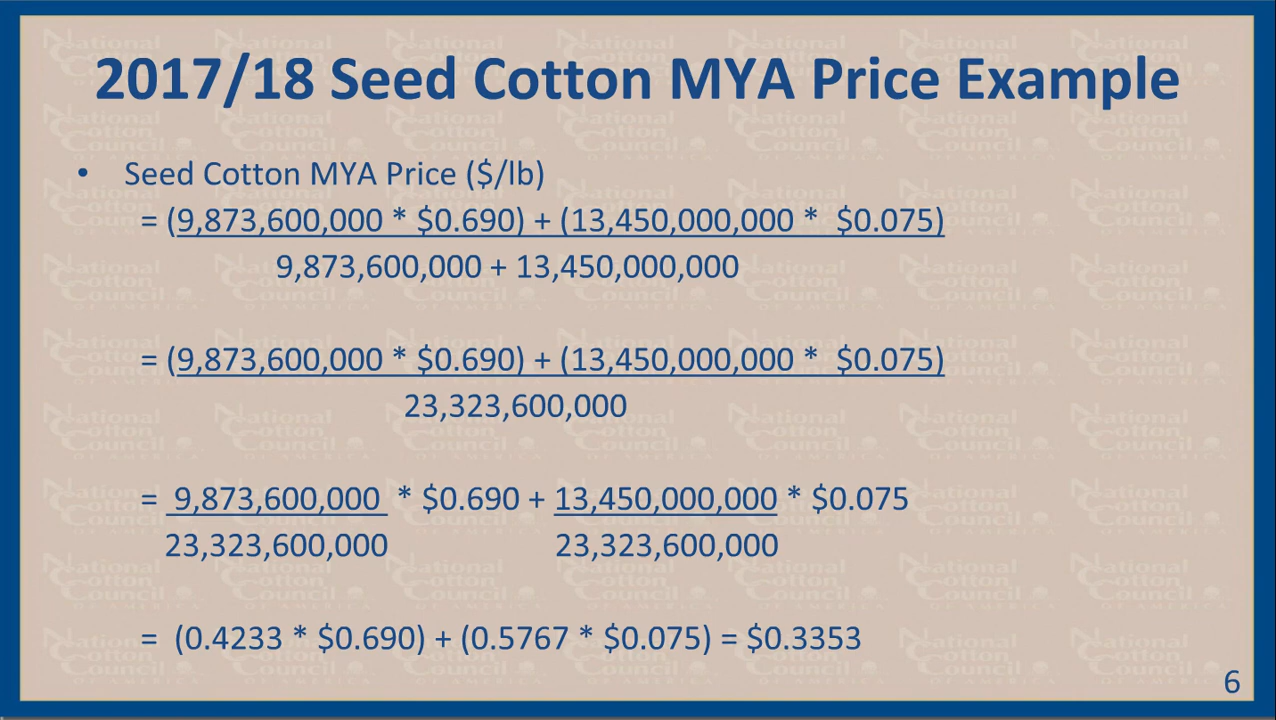 2017/18 Seed Cotton MYA Price Example
• Seed Cotton MYA Price ($/lb)
= (9,873,600,000 * $0.690) + (13,450,000,000 * $0.075)
9,873,600,000 + 13,450,000,000
= (9,873,600,000 * $0.690) + (13,450,000,000 * $0.075)
23,323,600,000
= 9,873,600,000 * $0.690 + 13,450,000,000 * $0.075
23,323,600,000 23,323,600,000
= (0.4233 * $0.690) + (0.5767 * $0.075) = $0.3353
6